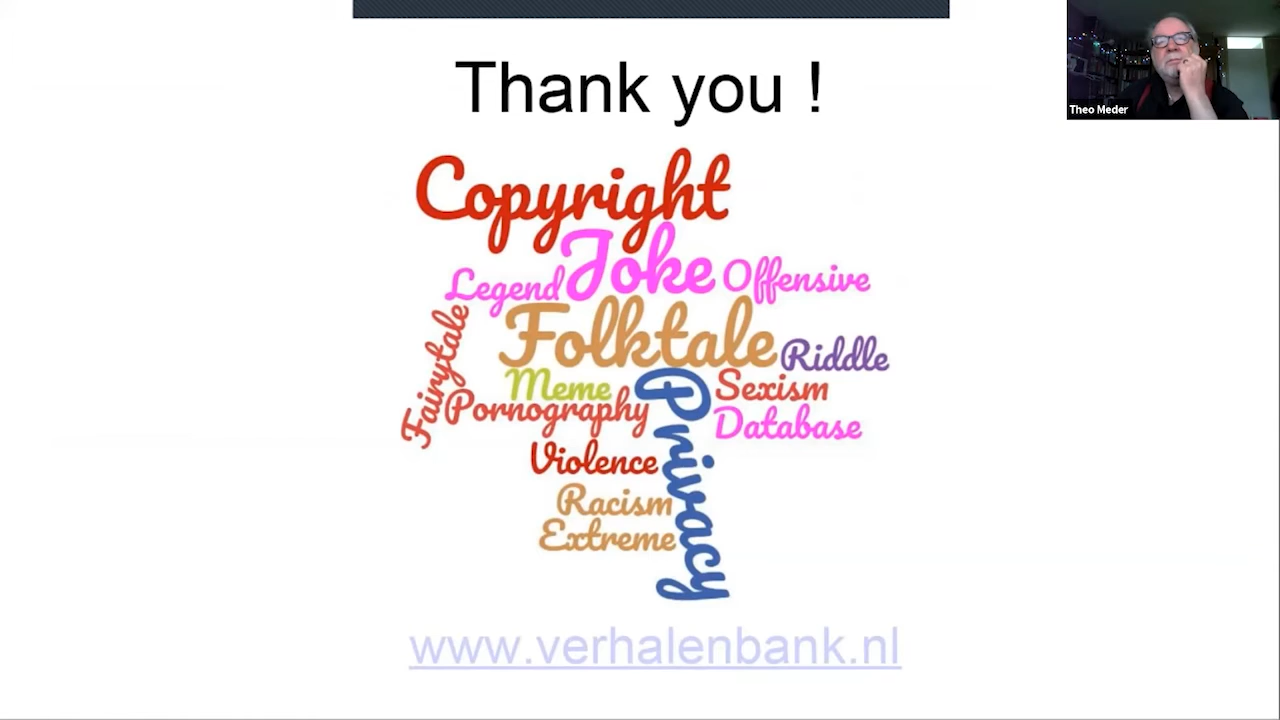 Thank you !
Theo Meder
Copyright
Joke
Legend
Offensive
Folktale
Fairytale
Riddle
Meme
Privacy
Sexism
Pornography
Database
Violence
Racism
Extreme
www.verhalenbank.nl